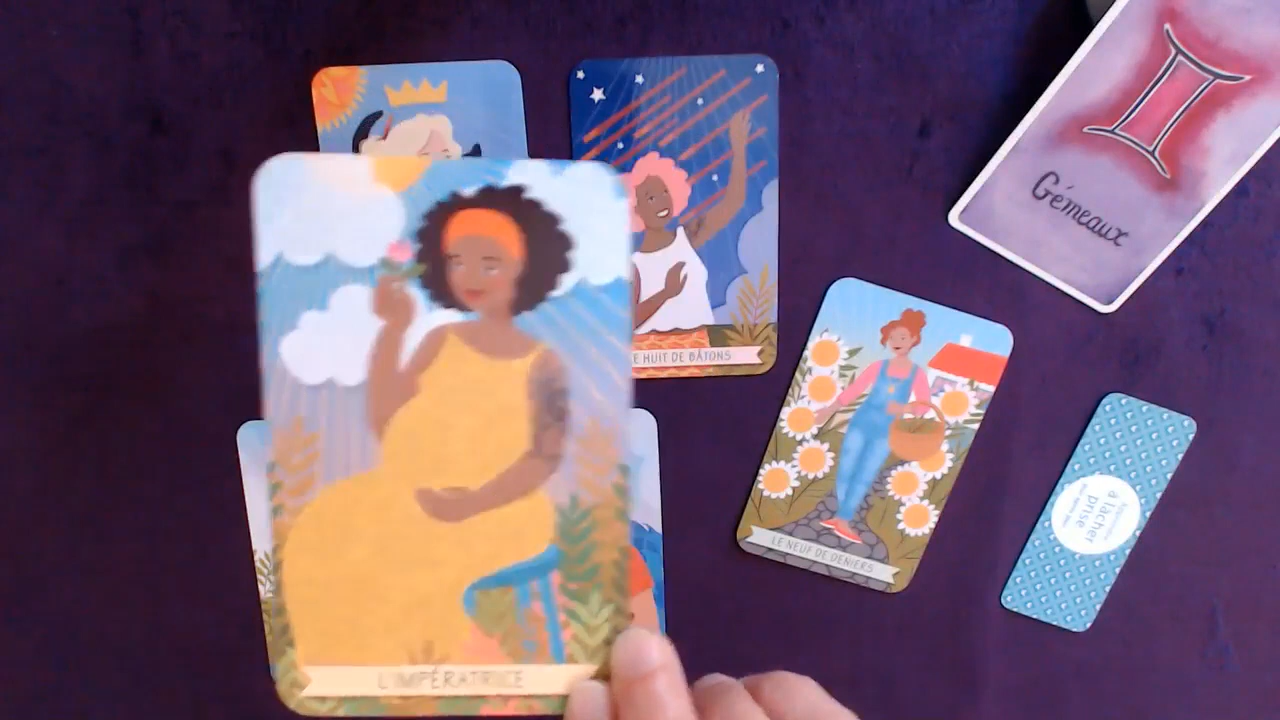 Gémeaux
E HUIT DE BÂTONS
LE NEUF DE DENIERS
à lâcher
prise
L'IMPÉRATRICE